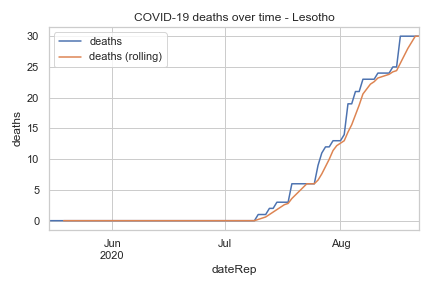 COVID-19 deaths over time - Lesotho
deaths
deaths (rolling)
30
25
20
15
10
5
0
deaths
Jun
2020
Jul
Aug
dateRep